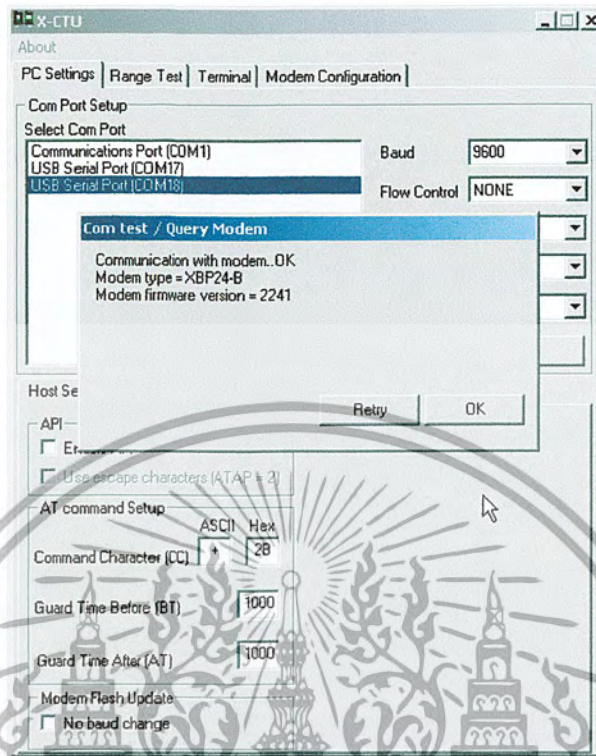 X-CTU
About
PC Settings Range Test Terminal Modem Configuration
Com Port Setup
Select Com Port
Communications Port (COM1)
USB Serial Port (COM17)
USB Serial Port (COM18)
Baud 9600
Flow Control NONE
Com test / Query Modem
Communication with modem..OK
Modem type = XBP24-B
Modem firmware version = 2241
Retry OK
Host Se
API
Use escape characters (ATAP = 2)
AT command Setup
ASCII Hex
Command Character (CC) + 2B
Guard Time Before (BT) 1000
Guard Time After (AT) 1000
Modem Flash Update
No baud change